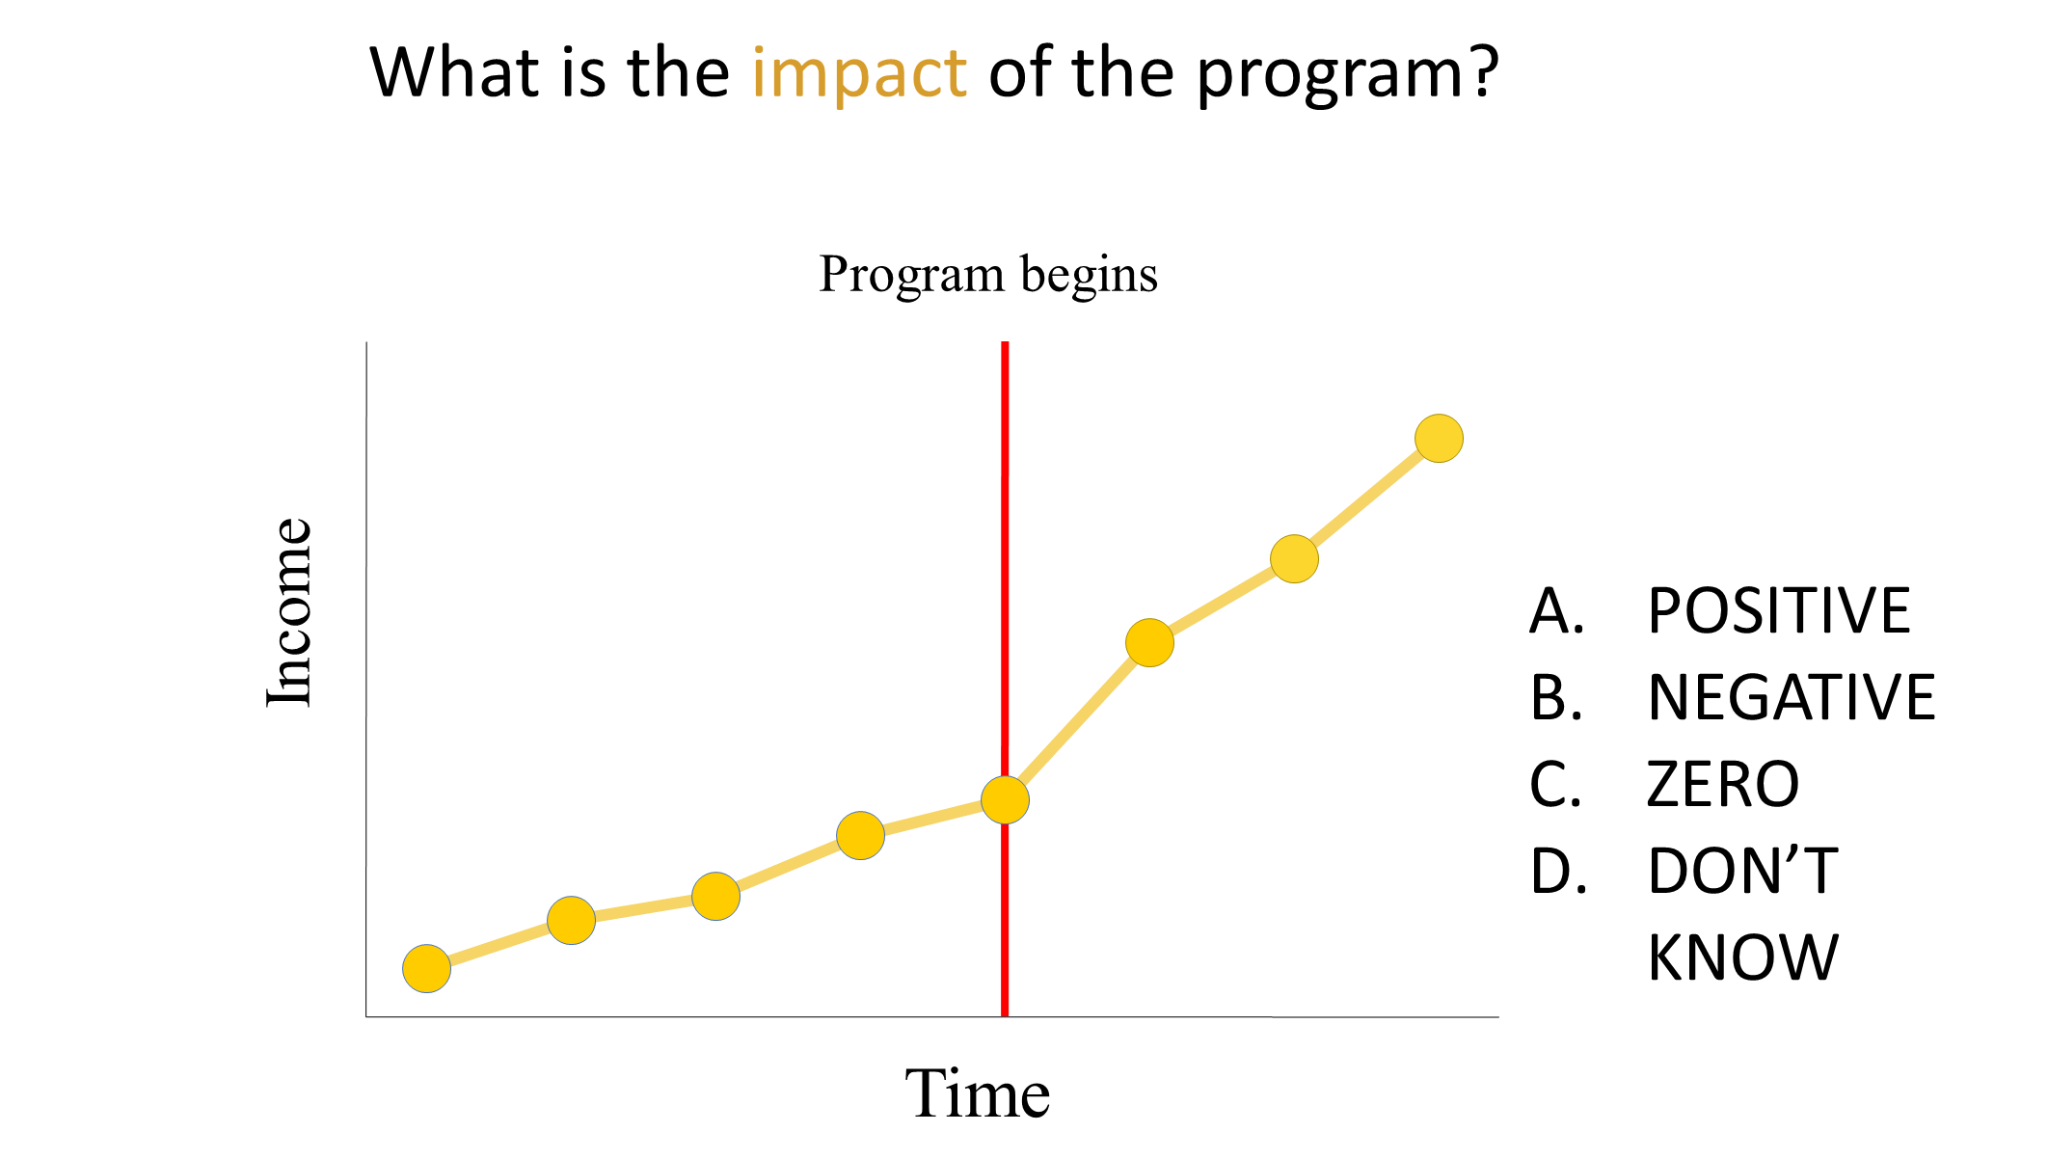 What is the impact of the program?
Program begins
Income
Time
A. POSITIVE
B. NEGATIVE
C. ZERO
D. DON’T
KNOW